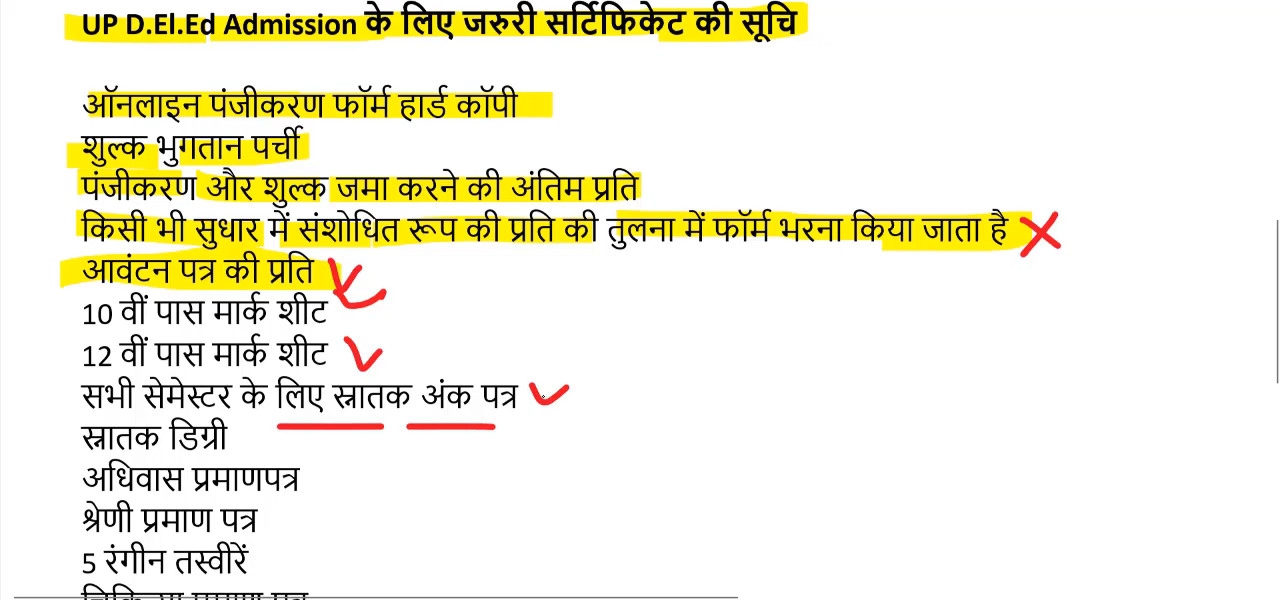 UP D.El.Ed Admission के लिए जरुरी सर्टिफिकेट की सूचि
ऑनलाइन पंजीकरण फॉर्म हार्ड कॉपी
शुल्क भुगतान पर्ची
पंजीकरण और शुल्क जमा करने की अंतिम प्रति
किसी भी सुधार में संशोधित रूप की प्रति की तुलना में फॉर्म भरना किया जाता है
आवंटन पत्र की प्रति
10 वीं पास मार्क शीट
12 वीं पास मार्क शीट
सभी सेमेस्टर के लिए स्नातक अंक पत्र
स्नातक डिग्री
अधिवास प्रमाणपत्र
श्रेणी प्रमाण पत्र
5 रंगीन तस्वीरें